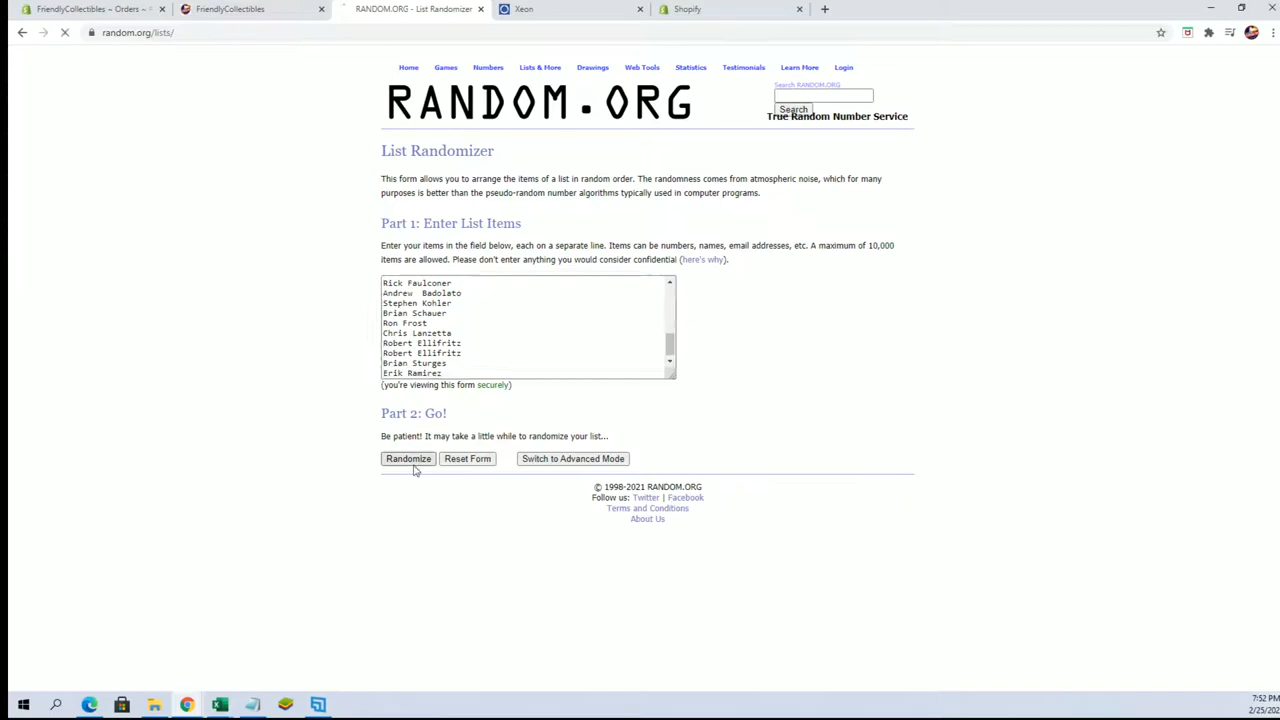 FriendlyCollectibles ~ Orders ~
FriendlyCollectibles
RANDOM.ORG - List Randomizer
Xeon
Shopify
random.org/lists/
Home Games Numbers Lists & More Drawings Web Tools Statistics Testimonials Learn More Login
RANDOM.ORG
Search RANDOM.ORG
Search
True Random Number Service
List Randomizer
This form allows you to arrange the items of a list in random order. The randomness comes from atmospheric noise, which for many
purposes is better than the pseudo-random number algorithms typically used in computer programs.
Part 1: Enter List Items
Enter your items in the field below, each on a separate line. Items can be numbers, names, email addresses, etc. A maximum of 10,000
items are allowed. Please don't enter anything you would consider confidential (here's why).
Rick Faulconer
Andrew Badolato
Stephen Kohler
Brian Schauer
Ron Frost
Chris Lanzetta
Robert Ellifritz
Robert Ellifritz
Brian Sturges
Erik Ramirez
(you're viewing this form securely)
Part 2: Go!
Be patient! It may take a little while to randomize your list...
Randomize Reset Form Switch to Advanced Mode
© 1998-2021 RANDOM.ORG
Follow us: Twitter | Facebook
Terms and Conditions
About Us
7:52 PM
2/25/202